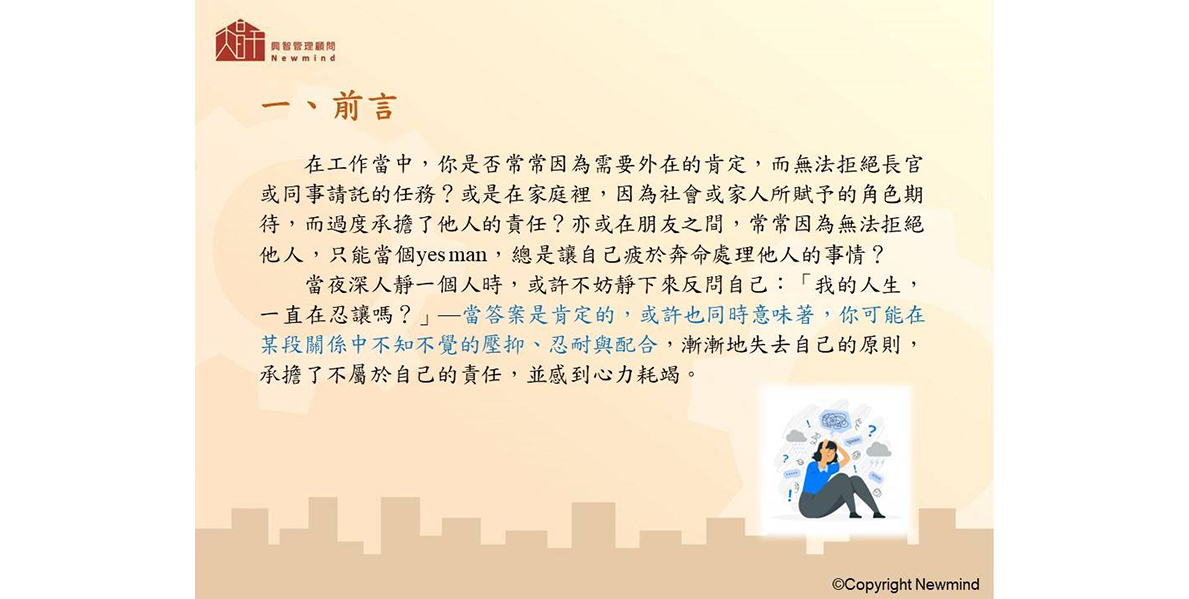 興智管理顧問
Newmind
一、前言
在工作當中，你是否常常因為需要外在的肯定，而無法拒絕長官
或同事請託的任務？或是在家庭裡，因為社會或家人所賦予的角色期
待，而過度承擔了他人的責任？亦或在朋友之間，常常因為無法拒絕
他人，只能當個yes man，總是讓自己疲於奔命處理他人的事情？
當夜深人靜一個人時，或許不妨靜下來反問自己：「我的人生，
一直在忍讓嗎？」—當答案是肯定的，或許也同時意味著，你可能在
某段關係中不知不覺的壓抑、忍耐與配合，漸漸地失去自己的原則，
承擔了不屬於自己的責任，並感到心力耗竭。
©Copyright Newmind